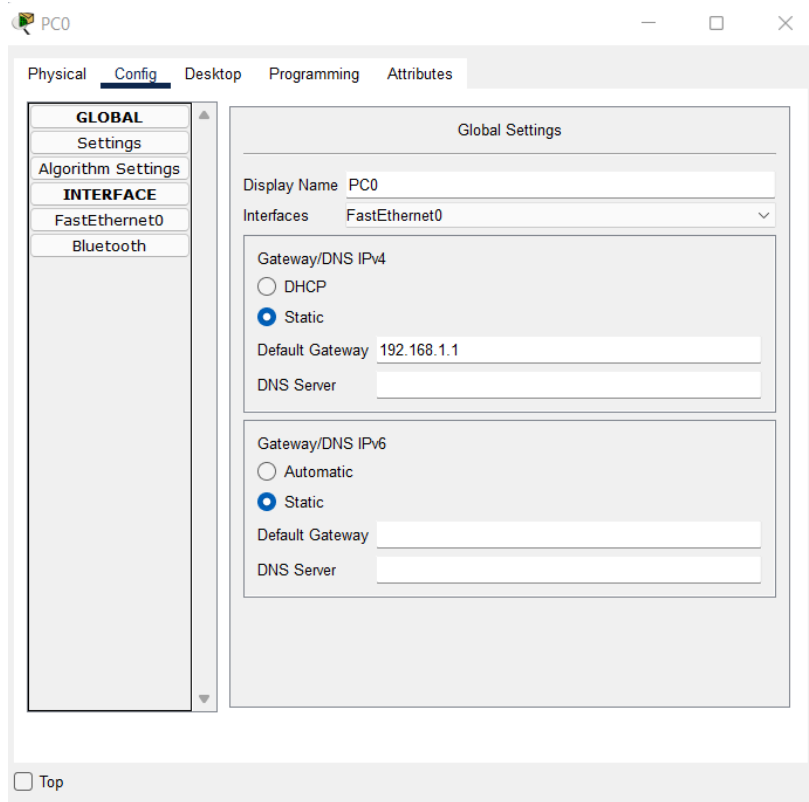 PC0
Physical Config Desktop Programming Attributes
GLOBAL
Settings
Algorithm Settings
INTERFACE
FastEthernet0
Bluetooth
Global Settings
Display Name PC0
Interfaces FastEthernet0
Gateway/DNS IPv4
DHCP
Static
Default Gateway 192.168.1.1
DNS Server
Gateway/DNS IPv6
Automatic
Static
Default Gateway
DNS Server
Top